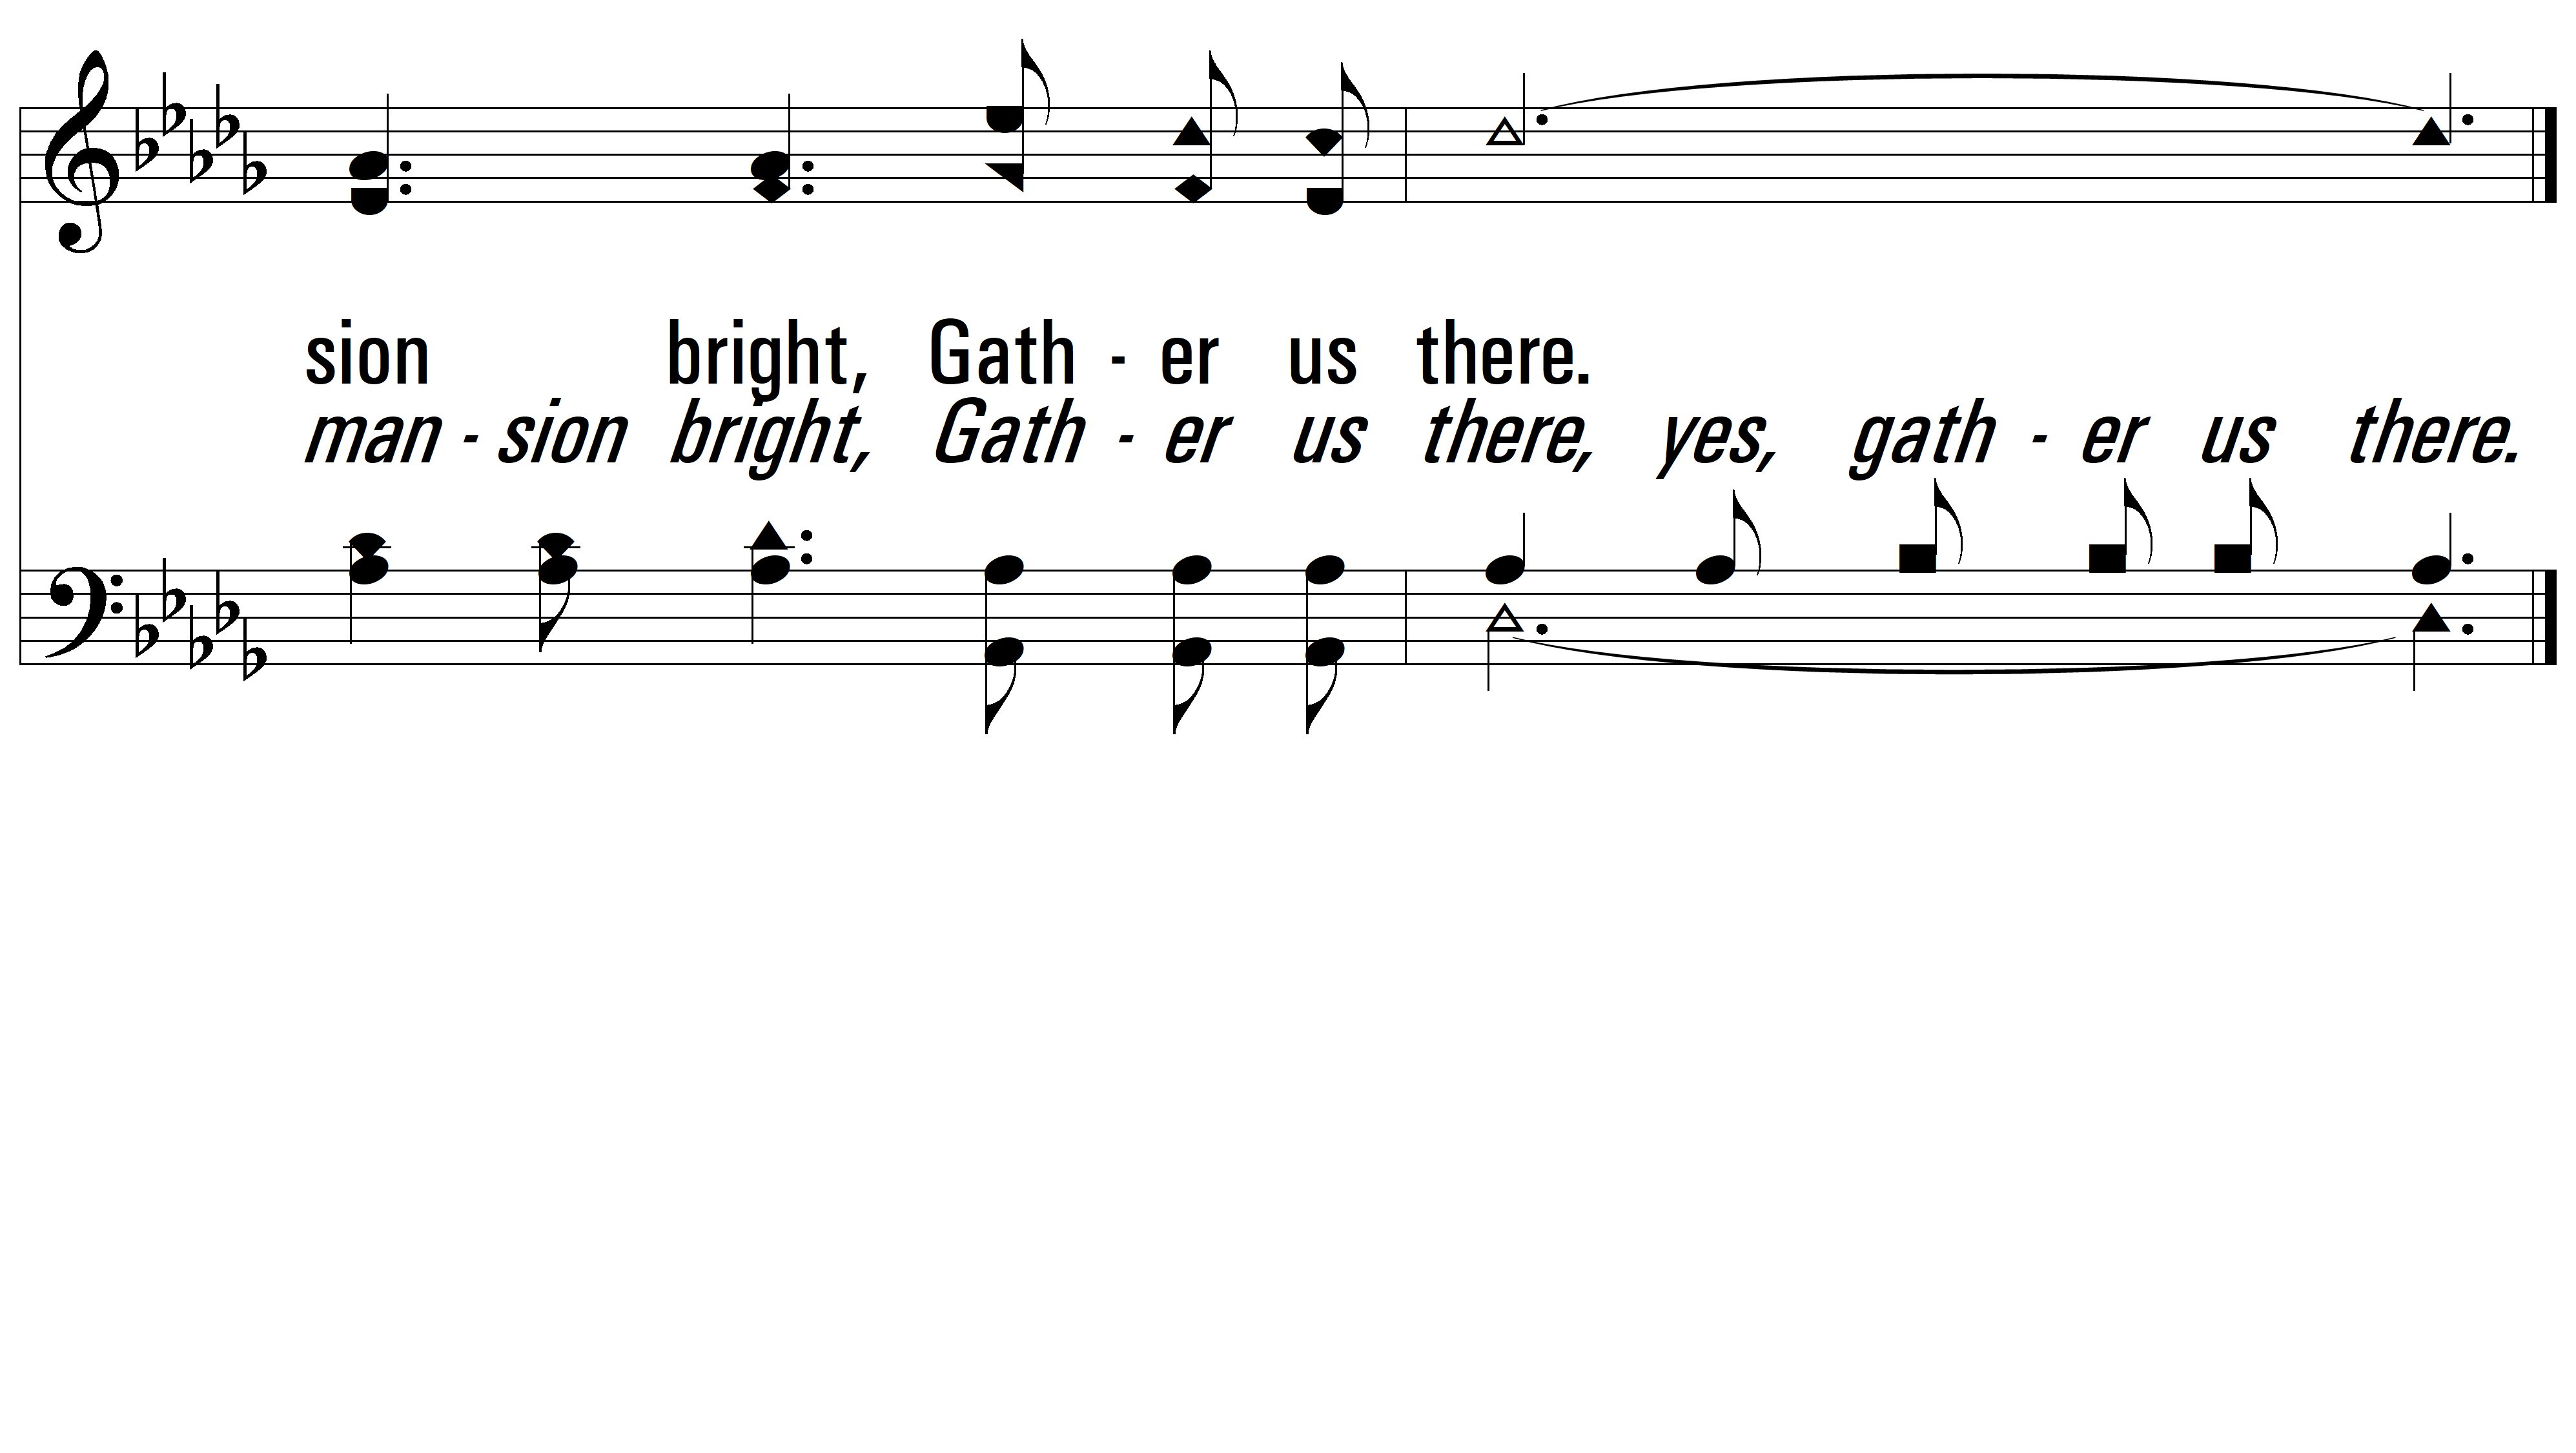 sion bright, Gath - er us there.
man - sion bright, Gath - er us there, yes, gath - er us there.